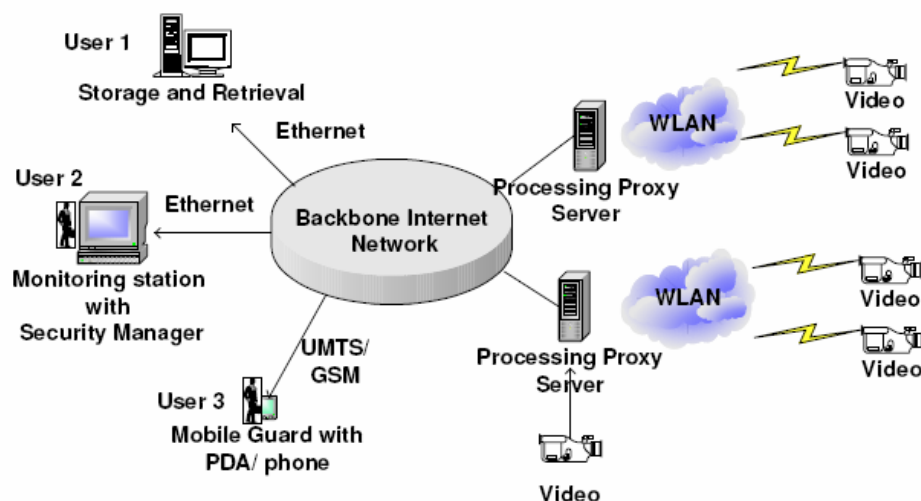 User 1
Storage and Retrieval
Ethernet
User 2
Ethernet
Monitoring station
with
Security Manager
Backbone Internet
Network
UMTS/
GSM
User 3
Mobile Guard with
PDA/ phone
Processing Proxy
Server
WLAN
Video
Video
Processing Proxy
Server
WLAN
Video
Video
Video